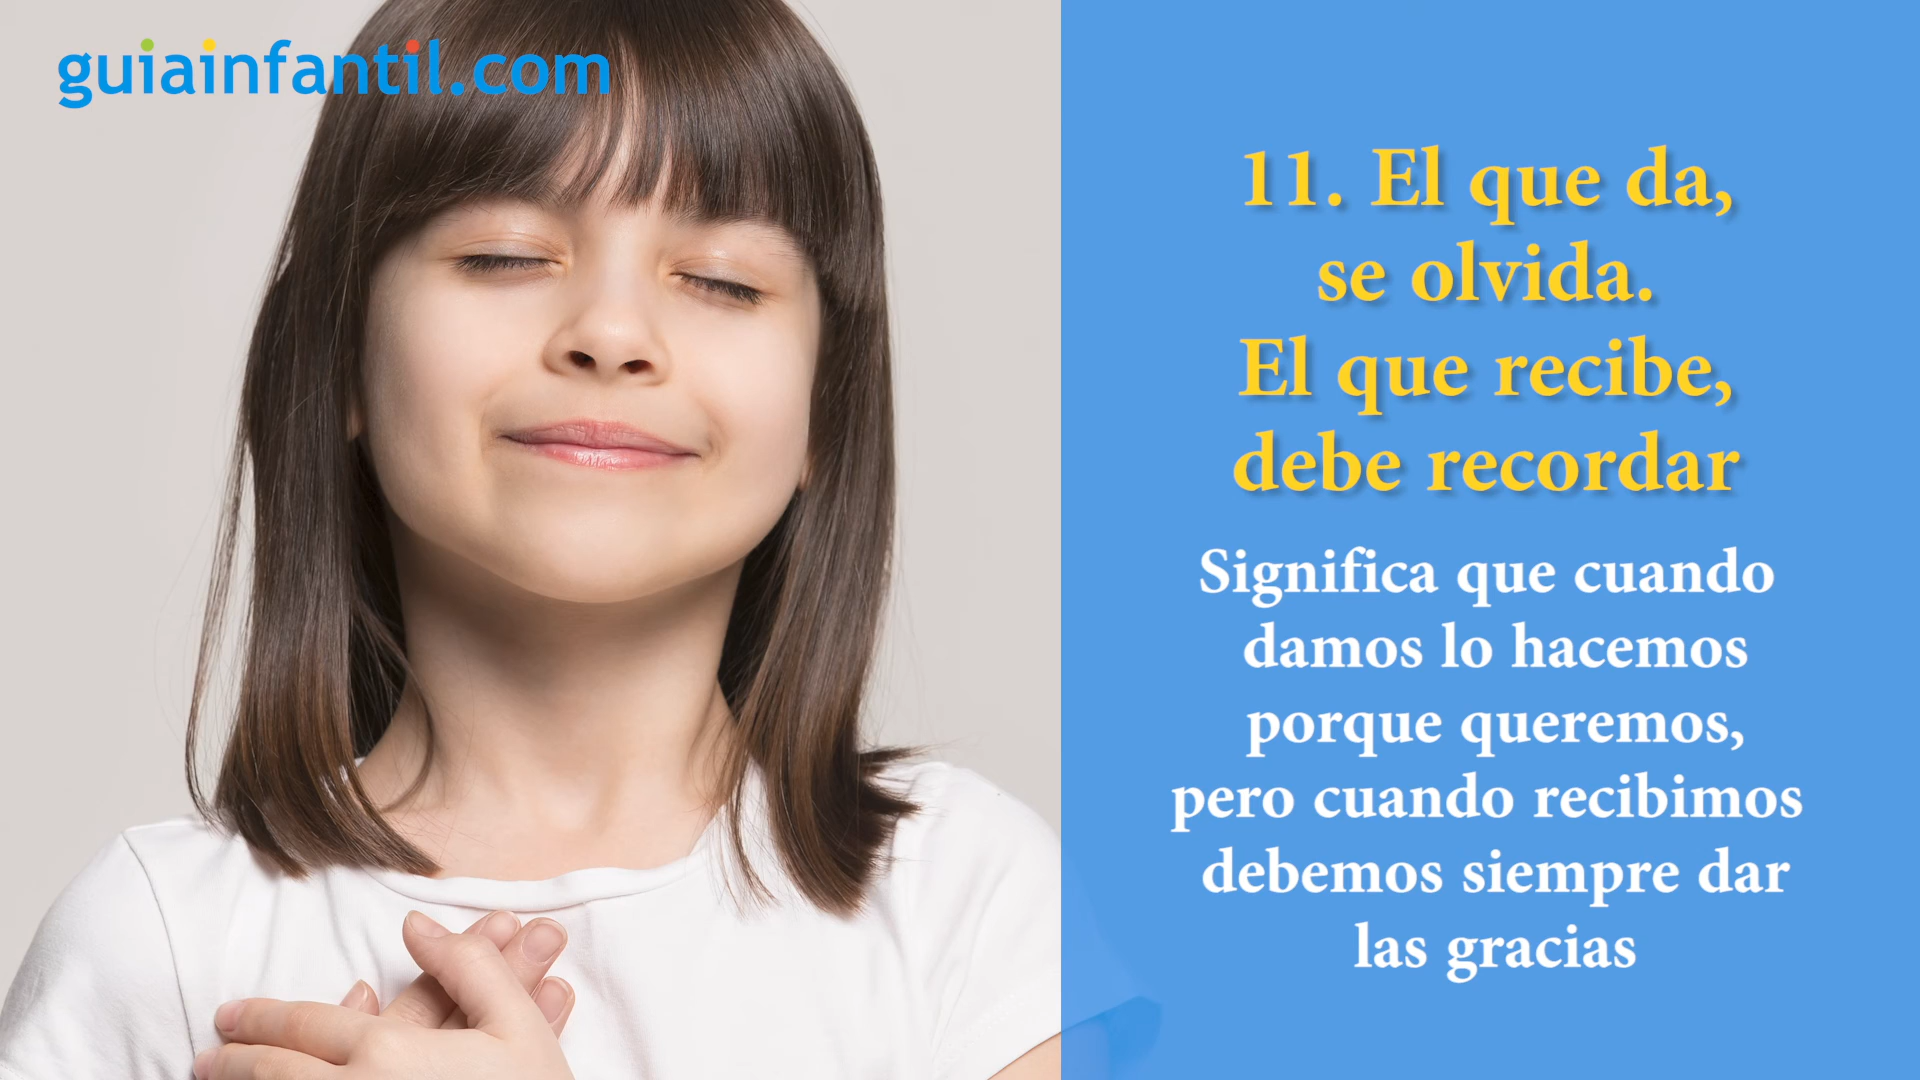 guiainfantil.com
11. El que da,
se olvida.
El que recibe,
debe recordar
Significa que cuando
damos lo hacemos
porque queremos,
pero cuando recibimos
debemos siempre dar
las gracias